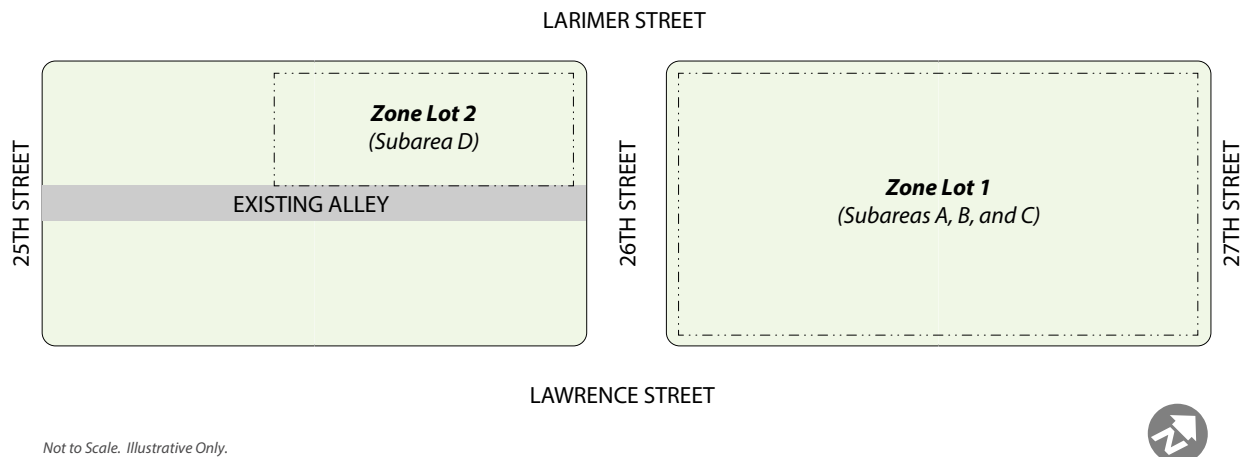 LARIMER STREET
Zone Lot 2
(Subarea D)
EXISTING ALLEY
25TH STREET
26TH STREET
Zone Lot 1
(Subareas A, B, and C)
27TH STREET
LAWRENCE STREET
Not to Scale. Illustrative Only.
N